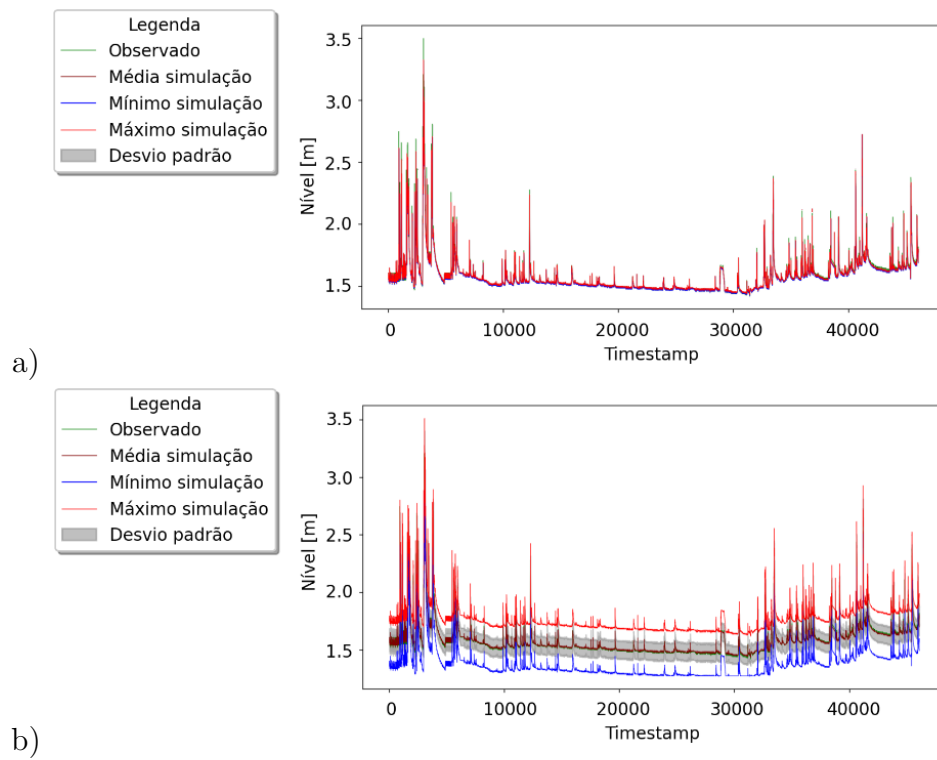 Legenda
Observado
Média simulação
Mínimo simulação
Máximo simulação
Desvio padrão
3.5
3.0
2.5
2.0
1.5
Nível [m]
0 10000 20000 30000 40000
Timestamp
a)
Legenda
Observado
Média simulação
Mínimo simulação
Máximo simulação
Desvio padrão
3.5
3.0
2.5
2.0
1.5
Nível [m]
0 10000 20000 30000 40000
Timestamp
b)